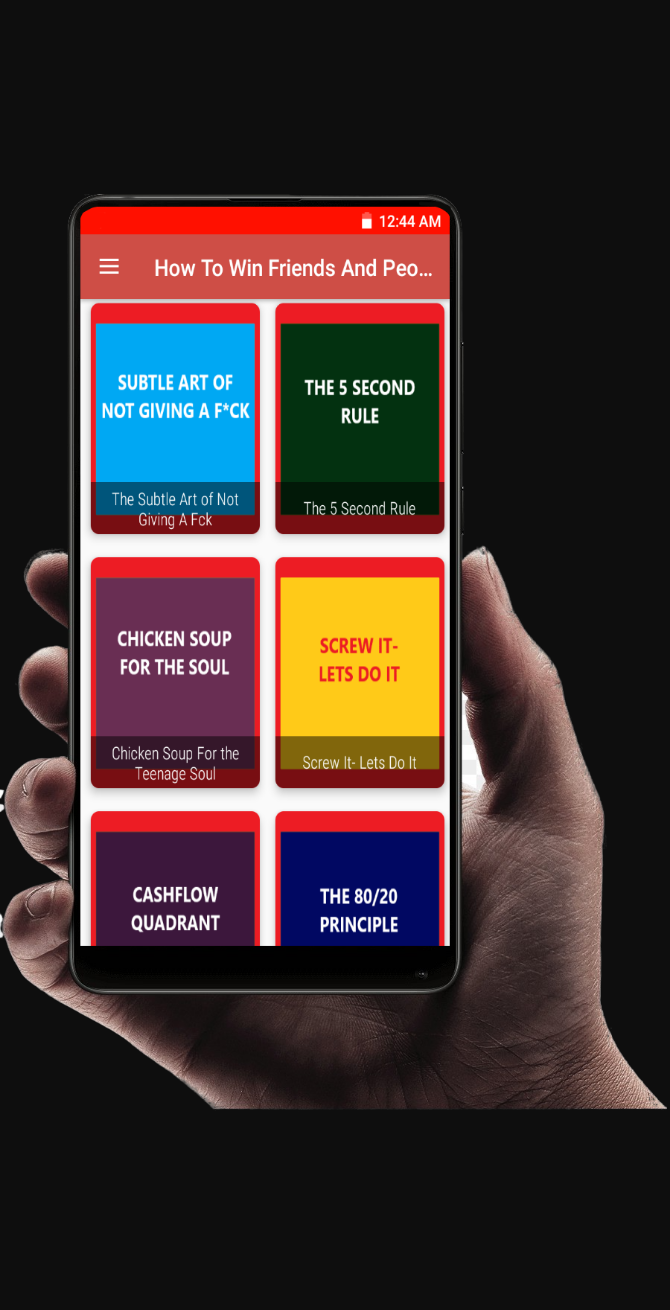 12:44 AM
How To Win Friends And Peo...
SUBTLE ART OF
NOT GIVING A F*CK
The Subtle Art of Not
Giving A Fck
THE 5 SECOND
RULE
The 5 Second Rule
CHICKEN SOUP
FOR THE SOUL
Chicken Soup For the
Teenage Soul
SCREW IT-
LETS DO IT
Screw It- Lets Do It
CASHFLOW
QUADRANT
THE 80/20
PRINCIPLE